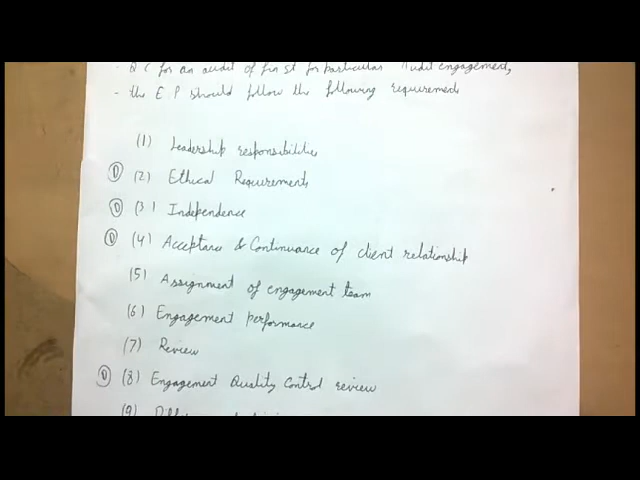 - Q C for an audit of fin st for particular Audit engagement,
- the E P should follow the following requirements
(1) Leadership responsibilities
(D) (2) Ethical Requirements
(D) (3) Independence
(D) (4) Acceptance & Continuance of client relationship
(5) Assignment of engagement team
(6) Engagement performance
(7) Review
(D) (8) Engagement Quality Control review
(9)